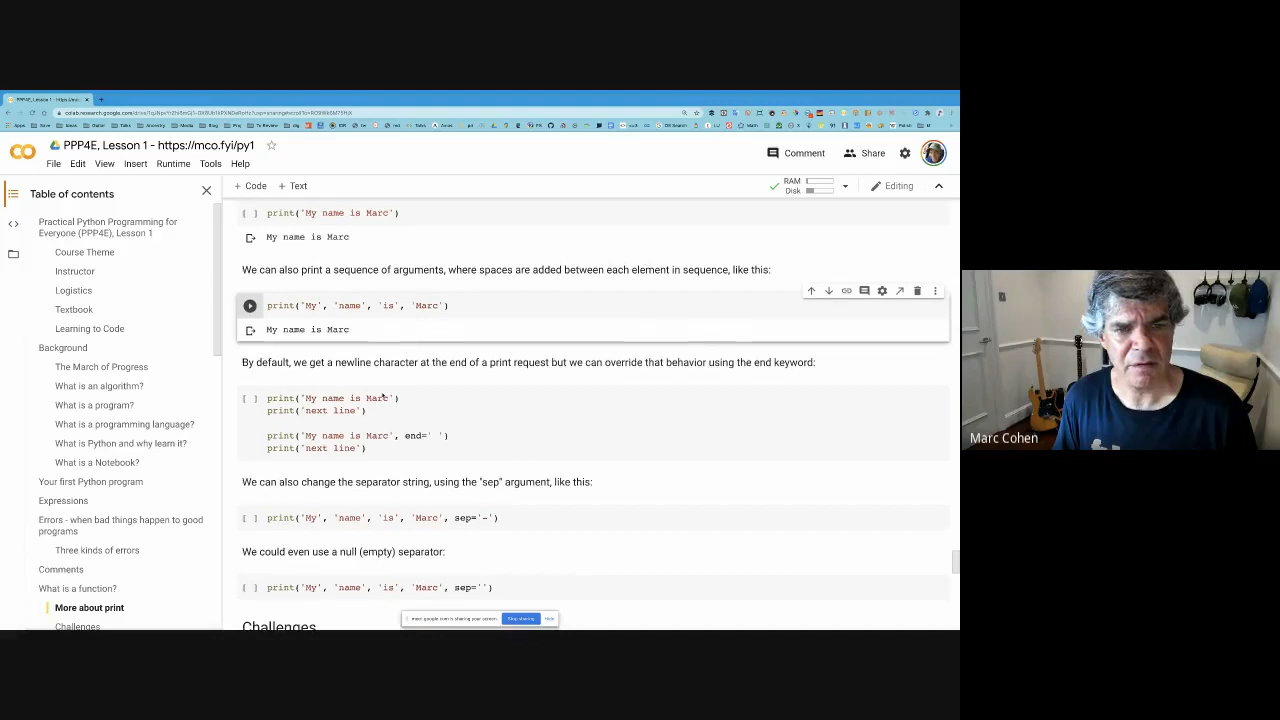 PPP4E, Lesson 1 - https://mco.fyi/py1
File Edit View Insert Runtime Tools Help
Comment
Share
+ Code + Text
RAM
Disk
Editing
Table of contents
Practical Python Programming for
Everyone (PPP4E), Lesson 1
Course Theme
Instructor
Logistics
Textbook
Learning to Code
Background
The March of Progress
What is an algorithm?
What is a program?
What is a programming language?
What is Python and why learn it?
What is a Notebook?
Your first Python program
Expressions
Errors - when bad things happen to good
programs
Three kinds of errors
Comments
What is a function?
More about print
Challenges
[ ] print('My name is Marc')
My name is Marc
We can also print a sequence of arguments, where spaces are added between each element in sequence, like this:
print('My', 'name', 'is', 'Marc')
My name is Marc
By default, we get a newline character at the end of a print request but we can override that behavior using the end keyword:
[ ] print('My name is Marc')
print('next line')
print('My name is Marc', end=' ')
print('next line')
We can also change the separator string, using the "sep" argument, like this:
[ ] print('My', 'name', 'is', 'Marc', sep='-')
We could even use a null (empty) separator:
[ ] print('My', 'name', 'is', 'Marc', sep='')
Challenges
meet.google.com is sharing your screen.
Stop sharing
Hide
Marc Cohen